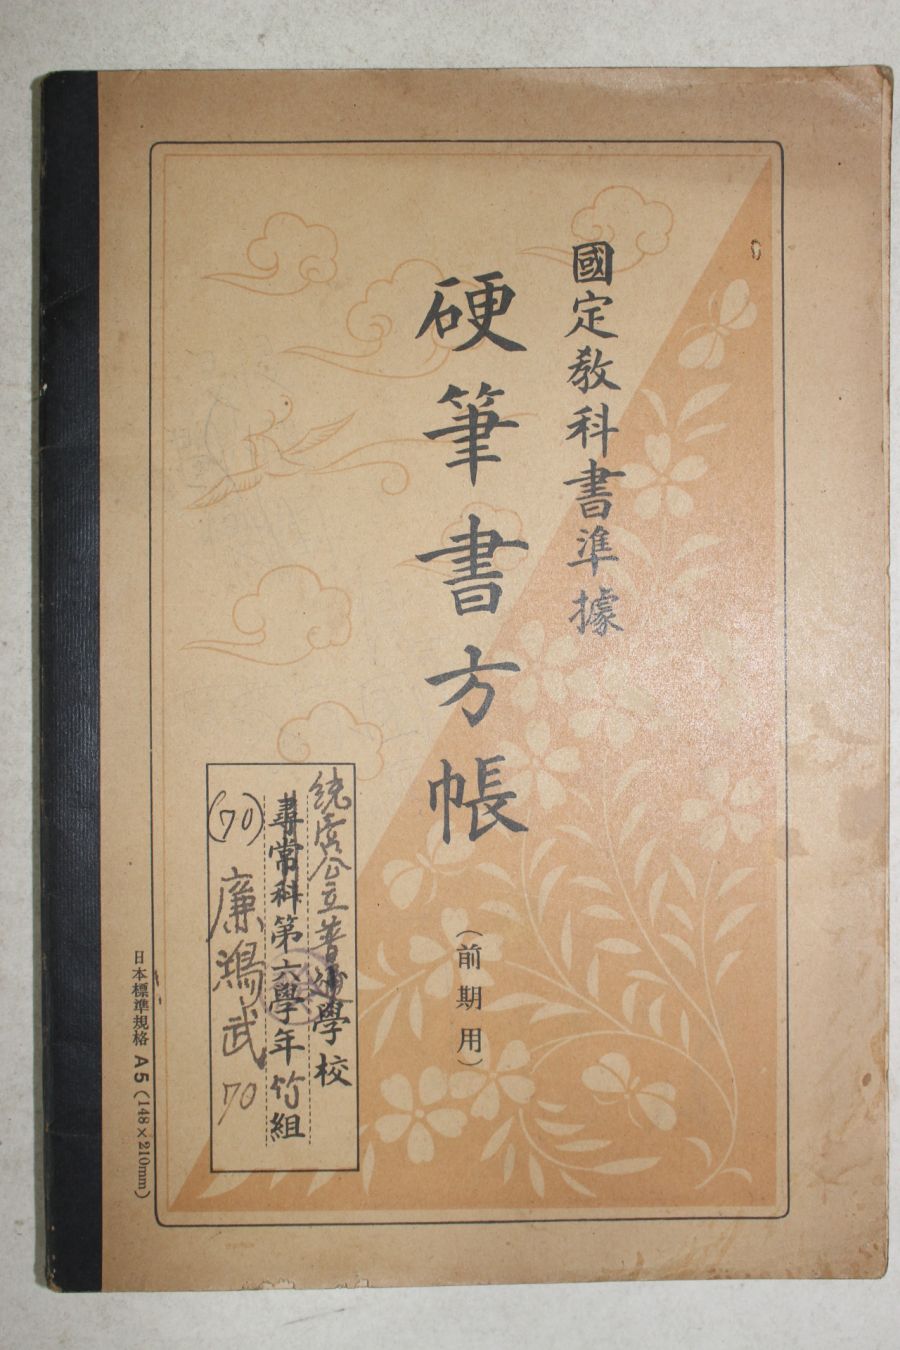 國定敎科書準據
硬筆書方帳
(前期用)
統營公立普通學校
尋常科第六學年竹組
(70) 廉鴻武 70
日本標準規格 A5(148×210mm)